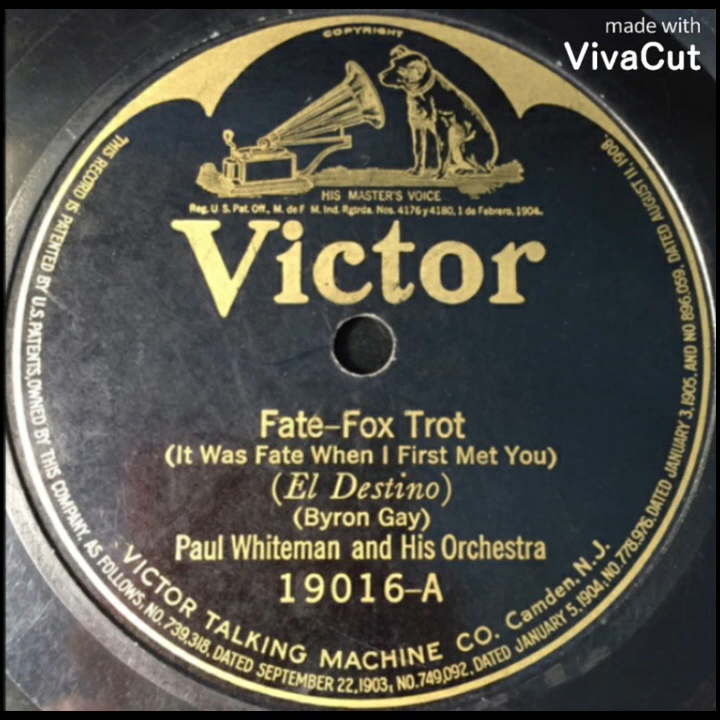 made with
VivaCut
COPYRIGHT
HIS MASTER'S VOICE
Reg. U. S. Pat. Off., M. de F. M. Ind. Rgtrda. Nos. 4176 y 4180, 1 de Febrero, 1904.
Victor
Fate–Fox Trot
(It Was Fate When I First Met You)
(El Destino)
(Byron Gay)
Paul Whiteman and His Orchestra
19016–A
VICTOR TALKING MACHINE CO. Camden, N.J.
THIS RECORD IS PATENTED BY U.S. PATENTS, OWNED BY THIS COMPANY, AS FOLLOWS, NO. 739,318, DATED SEPTEMBER 22, 1903, NO. 749,092, DATED JANUARY 5, 1904, NO. 778,976, DATED JANUARY 3, 1905, AND NO 896,059, DATED AUGUST 11, 1908.